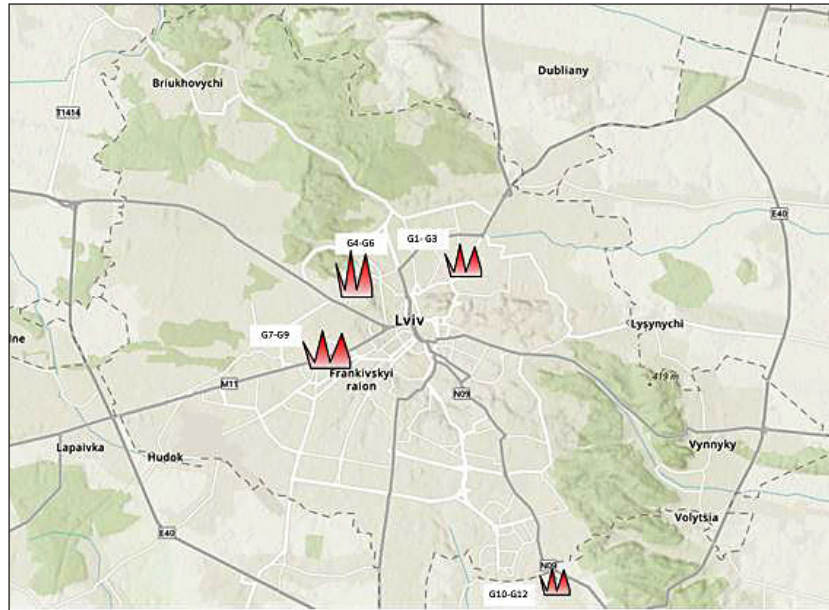 Briukhovychi
Dubliany
T1414
E40
G4-G6
G1- G3
Lviv
Lysynychi
lne
G7-G9
Frankivskyi
raion
M11
419 m
N09
Lapaivka
Hudok
Vynnyky
Volytsia
E40
N09
G10-G12